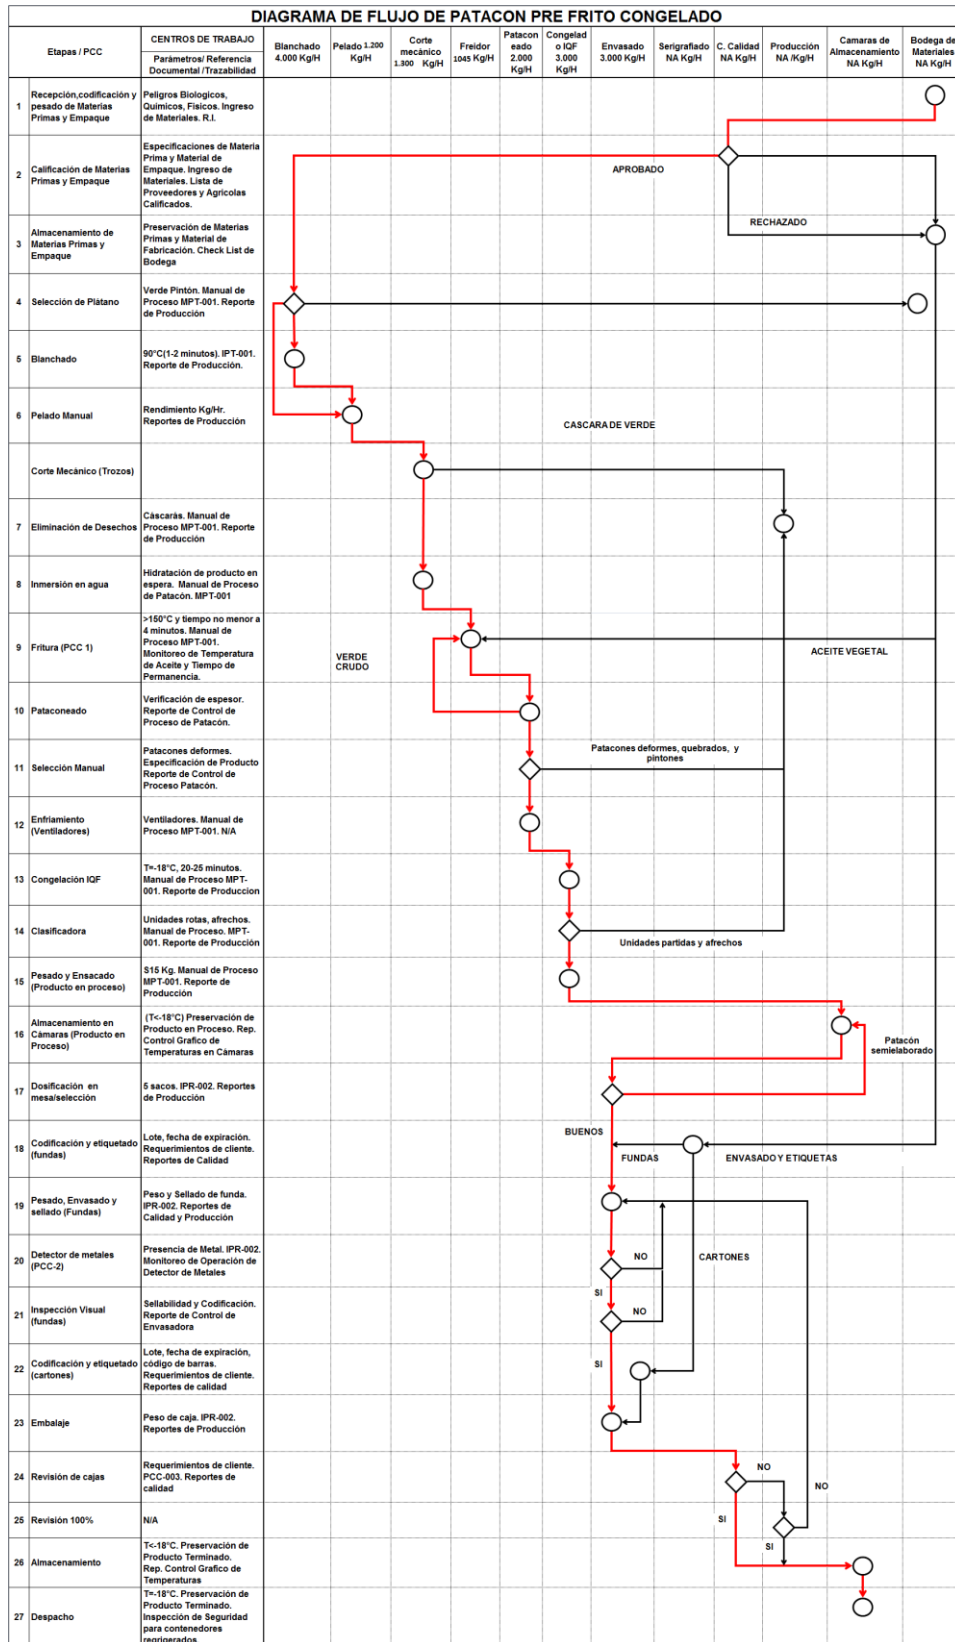 DIAGRAMA DE FLUJO DE PATACON PRE FRITO CONGELADO
Etapas / PCC
CENTROS DE TRABAJO
Parámetros/ Referencia
Documental /Trazabilidad
Blanchado
4.000 Kg/H
Pelado 1.200
Kg/H
Corte
mecánico
1.300 Kg/H
Freidor
1045 Kg/H
Patacon
eado
2.000
Kg/H
Congelad
o IQF
3.000
Kg/H
Envasado
3.000 Kg/H
Serigrafiado
NA Kg/H
C. Calidad
NA Kg/H
Producción
NA /Kg/H
Camaras de
Almacenamiento
NA Kg/H
Bodega de
Materiales
NA Kg/H
1
Recepción,codificación y
pesado de Materias
Primas y Empaque
Peligros Biologicos,
Quimicos, Fisicos. Ingreso
de Materiales. R.I.
2
Calificación de Materias
Primas y Empaque
Especificaciones de Materia
Prima y Material de
Empaque. Ingreso de
Materiales. Lista de
Proveedores y Agricolas
Calificados.
APROBADO
RECHAZADO
3
Almacenamiento de
Materias Primas y
Empaque
Preservación de Materias
Primas y Material de
Fabricación. Check List de
Bodega
4
Selección de Plátano
Verde Pintón. Manual de
Proceso MPT-001. Reporte
de Producción
5
Blanchado
90°C(1-2 minutos). IPT-001.
Reporte de Producción.
6
Pelado Manual
Rendimiento Kg/Hr.
Reportes de Producción
CASCARA DE VERDE
Corte Mecánico (Trozos)
7
Eliminación de Desechos
Cáscarás. Manual de
Proceso MPT-001. Reporte
de Producción
8
Inmersión en agua
Hidratación de producto en
espera. Manual de Proceso
de Patacón. MPT-001
9
Fritura (PCC 1)
>150°C y tiempo no menor a
4 minutos. Manual de
Proceso MPT-001.
Monitoreo de Temperatura
de Aceite y Tiempo de
Permanencia.
VERDE
CRUDO
ACEITE VEGETAL
10
Pataconeado
Verificación de espesor.
Reporte de Control de
Proceso de Patacón.
11
Selección Manual
Patacones deformes.
Especificación de Producto
Reporte de Control de
Proceso Patacón.
Patacones deformes, quebrados, y
pintones
12
Enfriamiento
(Ventiladores)
Ventiladores. Manual de
Proceso MPT-001. N/A
13
Congelación IQF
T=-18°C, 20-25 minutos.
Manual de Proceso MPT-
001. Reporte de Produccion
14
Clasificadora
Unidades rotas, afrechos.
Manual de Proceso. MPT-
001. Reporte de Producción
Unidades partidas y afrechos
15
Pesado y Ensacado
(Producto en proceso)
S15 Kg. Manual de Proceso
MPT-001. Reporte de
Producción
16
Almacenamiento en
Cámaras (Producto en
Proceso)
(T<-18°C) Preservación de
Producto en Proceso. Rep.
Control Grafico de
Temperaturas en Cámaras
Patacón
semielaborado
17
Dosificación en
mesa/selección
5 sacos. IPR-002. Reportes
de Producción
BUENOS
18
Codificación y etiquetado
(fundas)
Lote, fecha de expiración.
Requerimientos de cliente.
Reportes de Calidad
FUNDAS
ENVASADO Y ETIQUETAS
19
Pesado, Envasado y
sellado (Fundas)
Peso y Sellado de funda.
IPR-002. Reportes de
Calidad y Producción
20
Detector de metales
(PCC-2)
Presencia de Metal. IPR-002.
Monitoreo de Operación de
Detector de Metales
NO
CARTONES
SI
21
Inspección Visual
(fundas)
Sellabilidad y Codificación.
Reporte de Control de
Envasadora
NO
SI
22
Codificación y etiquetado
(cartones)
Lote, fecha de expiración,
código de barras.
Requerimientos de cliente.
Reportes de calidad
23
Embalaje
Peso de caja. IPR-002.
Reportes de Producción
24
Revisión de cajas
Requerimientos de cliente.
PCC-003. Reportes de
calidad
NO
NO
SI
25
Revisión 100%
N/A
SI
26
Almacenamiento
T<-18°C. Preservación de
Producto Terminado.
Rep. Control Grafico de
Temperaturas
27
Despacho
T=-18°C. Preservación de
Producto Terminado.
Inspección de Seguridad
para contenedores
regrigerados.